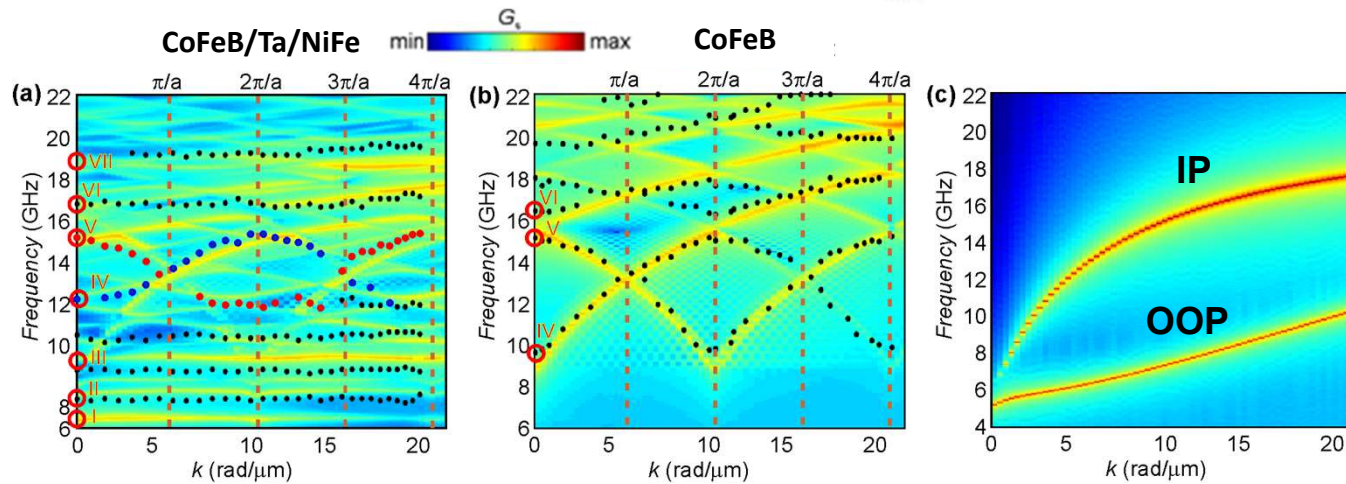 G_s
min max
CoFeB/Ta/NiFe CoFeB
(a) π/a 2π/a 3π/a 4π/a
22
20
18
16
14
12
10
8
6
Frequency (GHz)
VII
VI
V
IV
III
II
I
0 5 10 15 20
k (rad/μm)
(b) π/a 2π/a 3π/a 4π/a
22
20
18
16
14
12
10
8
6
Frequency (GHz)
VI
V
IV
0 5 10 15 20
k (rad/μm)
(c)
22
20
18
16
14
12
10
8
6
4
Frequency (GHz)
IP
OOP
0 5 10 15 20
k (rad/μm)